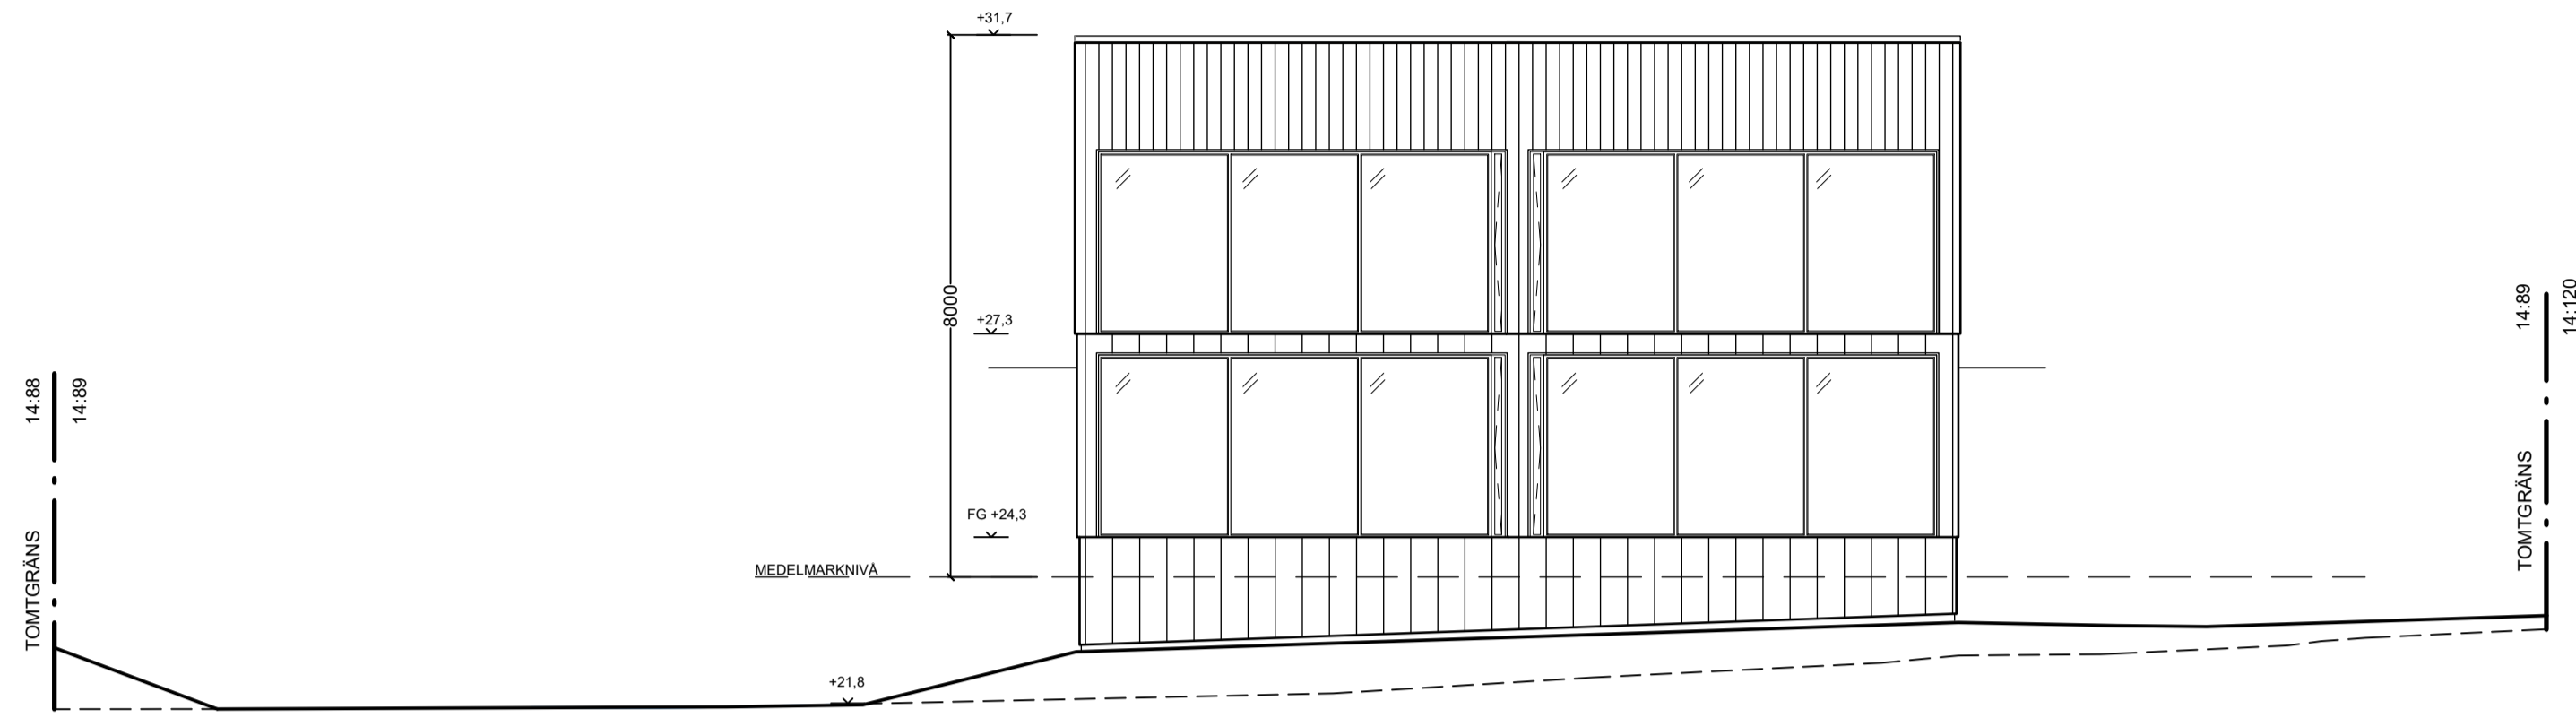 +31,7
8000
+27,3
14:88
14:89
14:89
14:120
TOMTGRÄNS
TOMTGRÄNS
FG +24,3
MEDELMARKNIVÅ
+21,8